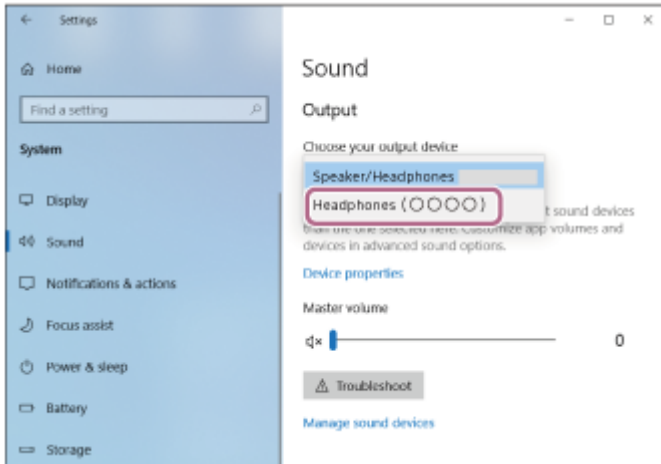 Settings
Home
Find a setting
System
Display
Sound
Notifications & actions
Focus assist
Power & sleep
Battery
Storage
Sound
Output
Choose your output device
Speaker/Headphones
Headphones (○○○○)
t sound devices
than the one selected here. Customize app volumes and
devices in advanced sound options.
Device properties
Master volume
0
Troubleshoot
Manage sound devices